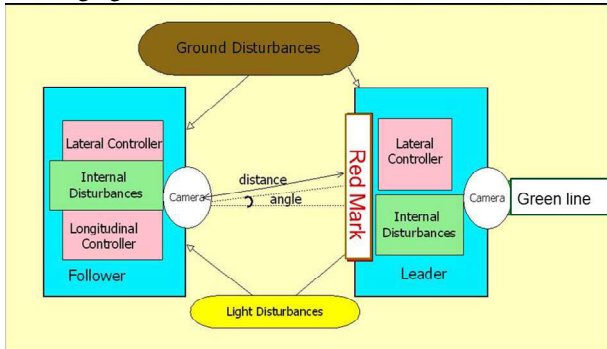 Ground Disturbances
Lateral Controller
Internal
Disturbances
Longitudinal
Controller
Follower
Camera
distance
angle
Red Mark
Lateral
Controller
Internal
Disturbances
Leader
Camera
Green line
Light Disturbances